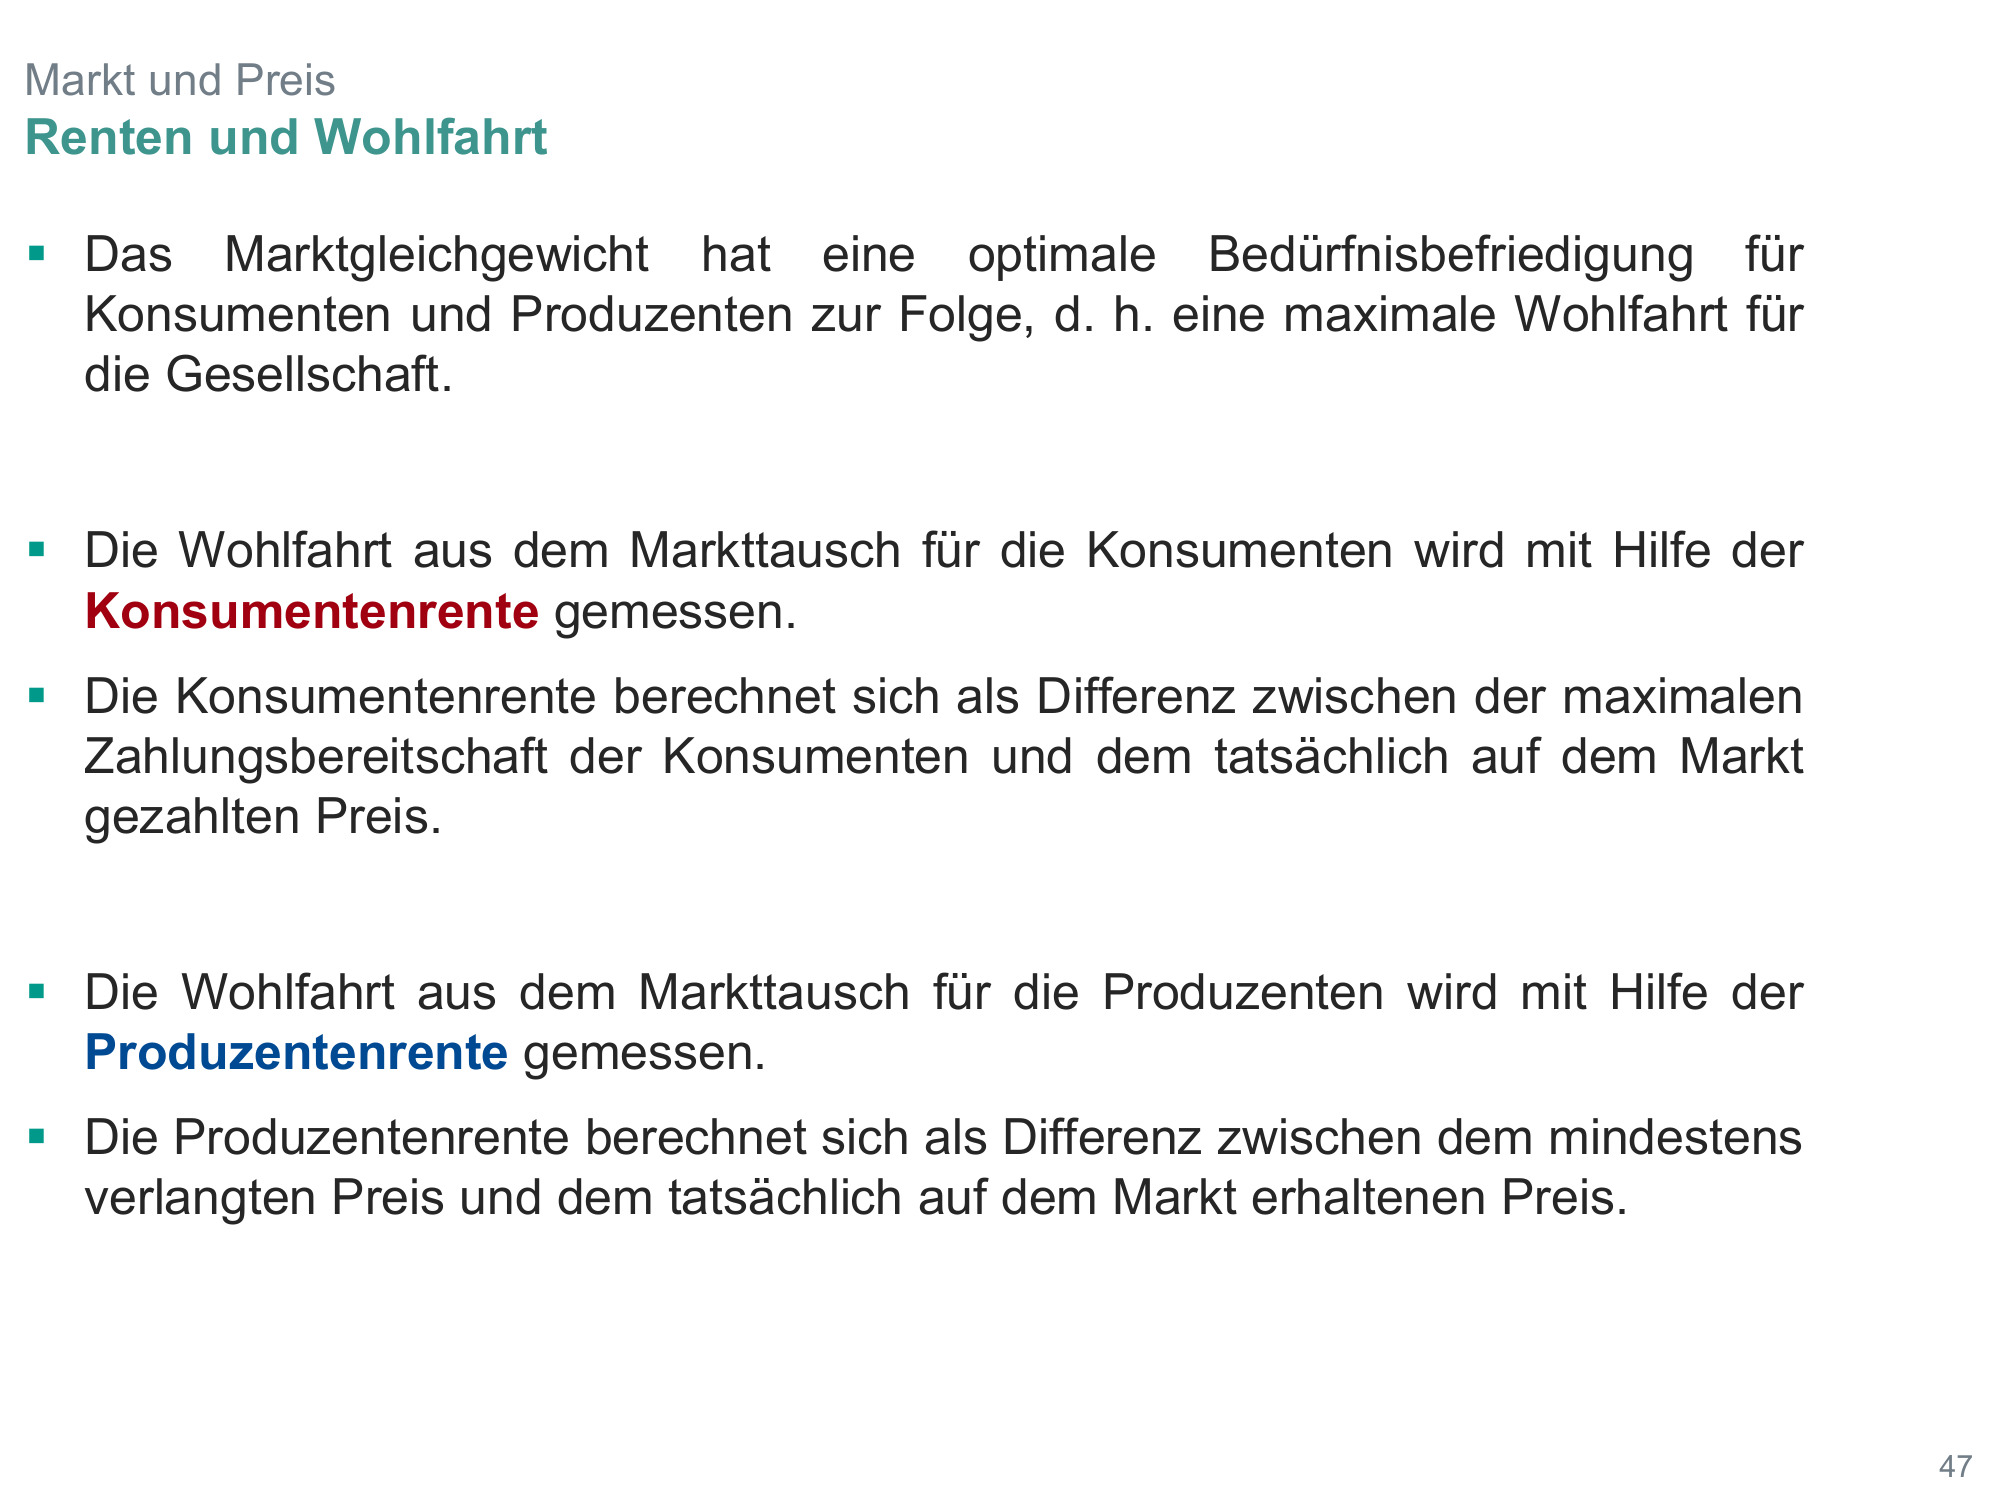 Markt und Preis
Renten und Wohlfahrt
▪ Das Marktgleichgewicht hat eine optimale Bedürfnisbefriedigung für
Konsumenten und Produzenten zur Folge, d. h. eine maximale Wohlfahrt für
die Gesellschaft.
▪ Die Wohlfahrt aus dem Markttausch für die Konsumenten wird mit Hilfe der
Konsumentenrente gemessen.
▪ Die Konsumentenrente berechnet sich als Differenz zwischen der maximalen
Zahlungsbereitschaft der Konsumenten und dem tatsächlich auf dem Markt
gezahlten Preis.
▪ Die Wohlfahrt aus dem Markttausch für die Produzenten wird mit Hilfe der
Produzentenrente gemessen.
▪ Die Produzentenrente berechnet sich als Differenz zwischen dem mindestens
verlangten Preis und dem tatsächlich auf dem Markt erhaltenen Preis.
47